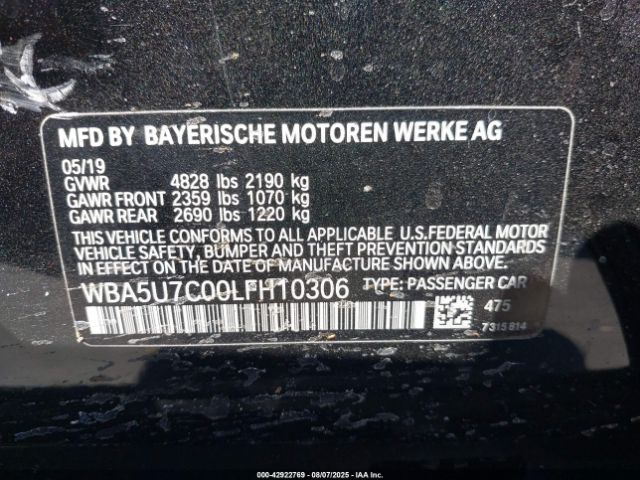 MFD BY BAYERISCHE MOTOREN WERKE AG
05/19
GVWR 4828 lbs 2190 kg
GAWR FRONT 2359 lbs 1070 kg
GAWR REAR 2690 lbs 1220 kg
THIS VEHICLE CONFORMS TO ALL APPLICABLE U.S.FEDERAL MOTOR
VEHICLE SAFETY, BUMPER AND THEFT PREVENTION STANDARDS
IN EFFECT ON THE DATE OF MANUFACTURE SHOWN ABOVE.
WBA5U7C00LFH10306 TYPE: PASSENGER CAR
475
7315814
000-42922769 - 08/07/2025 - IAA Inc.